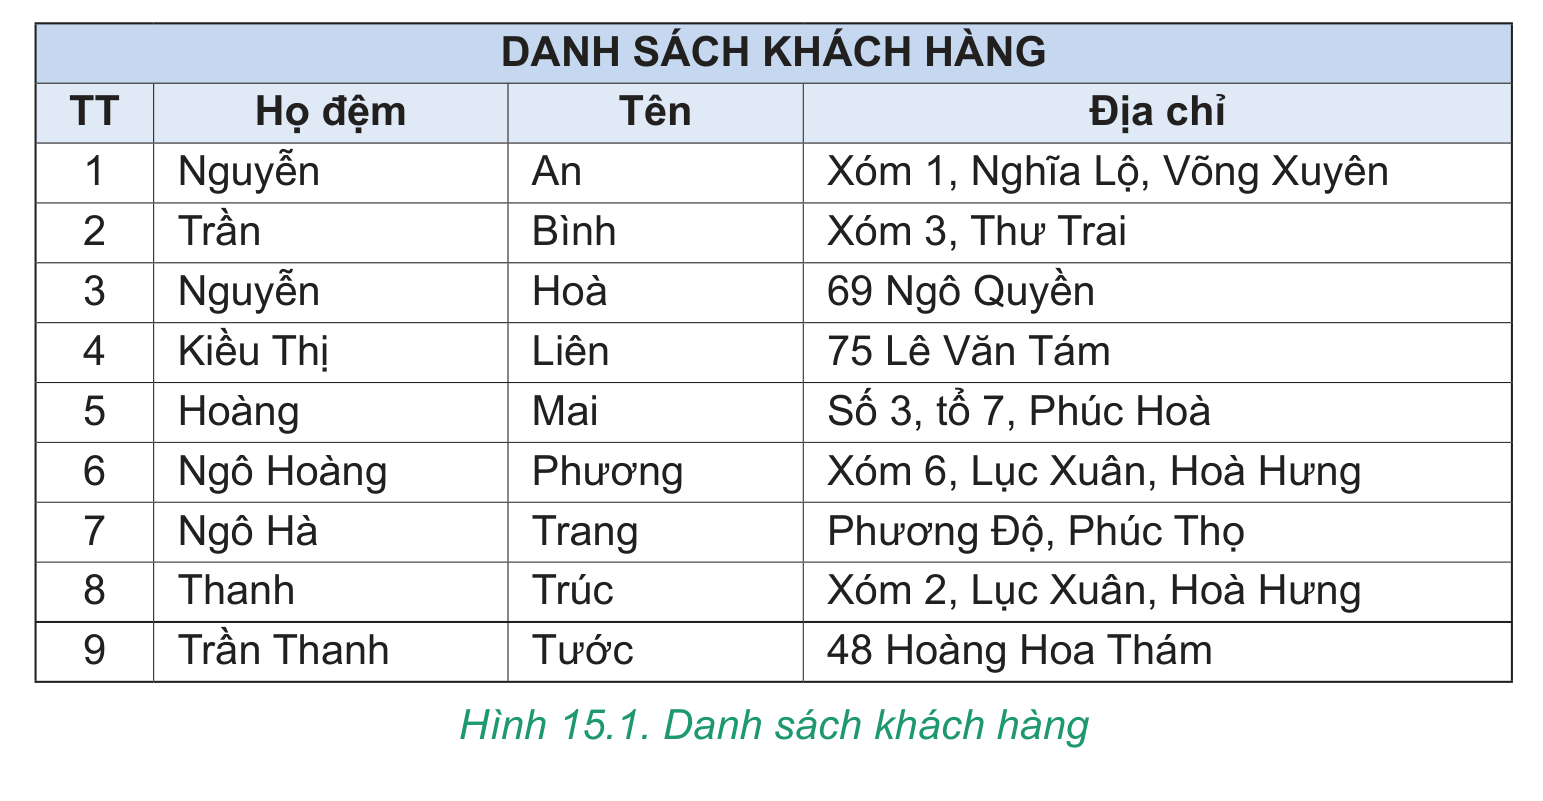 DANH SÁCH KHÁCH HÀNG
TT Họ đệm Tên Địa chỉ
1 Nguyễn An Xóm 1, Nghĩa Lộ, Võng Xuyên
2 Trần Bình Xóm 3, Thư Trai
3 Nguyễn Hoà 69 Ngô Quyền
4 Kiều Thị Liên 75 Lê Văn Tám
5 Hoàng Mai Số 3, tổ 7, Phúc Hoà
6 Ngô Hoàng Phương Xóm 6, Lục Xuân, Hoà Hưng
7 Ngô Hà Trang Phương Độ, Phúc Thọ
8 Thanh Trúc Xóm 2, Lục Xuân, Hoà Hưng
9 Trần Thanh Tước 48 Hoàng Hoa Thám
Hình 15.1. Danh sách khách hàng